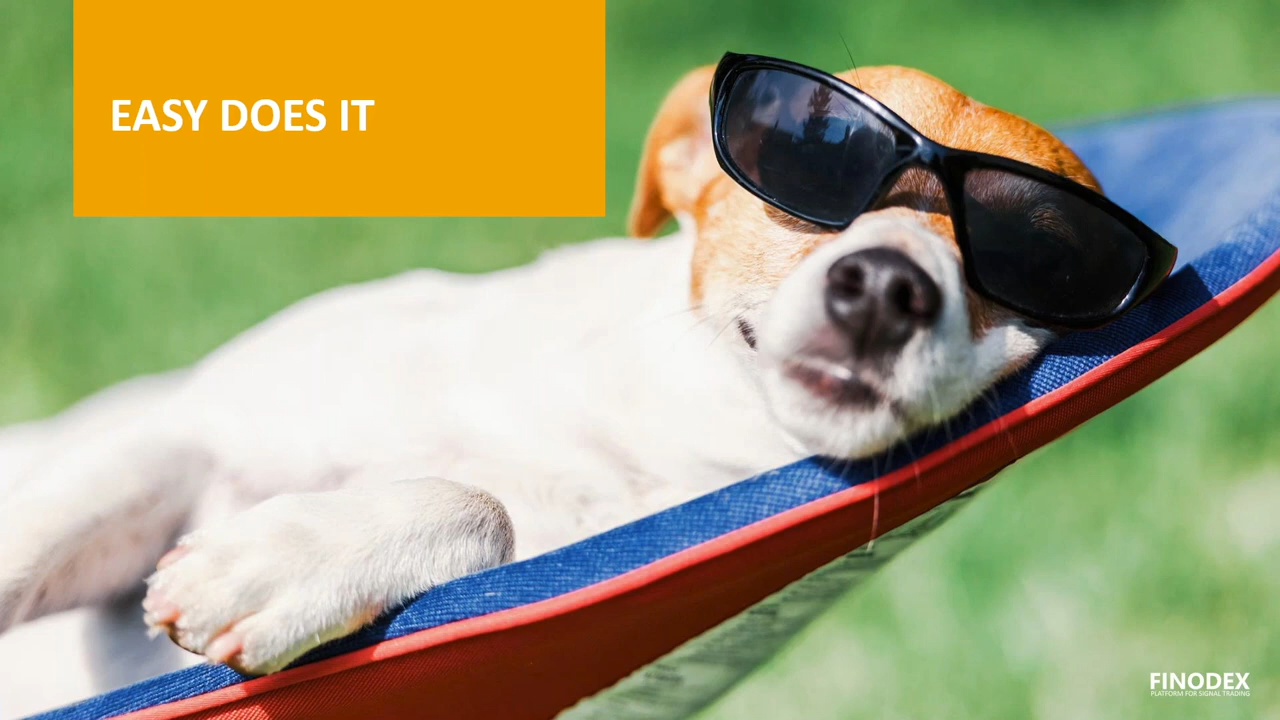 EASY DOES IT
FINODEX
PLATFORM FOR SIGNAL TRADING